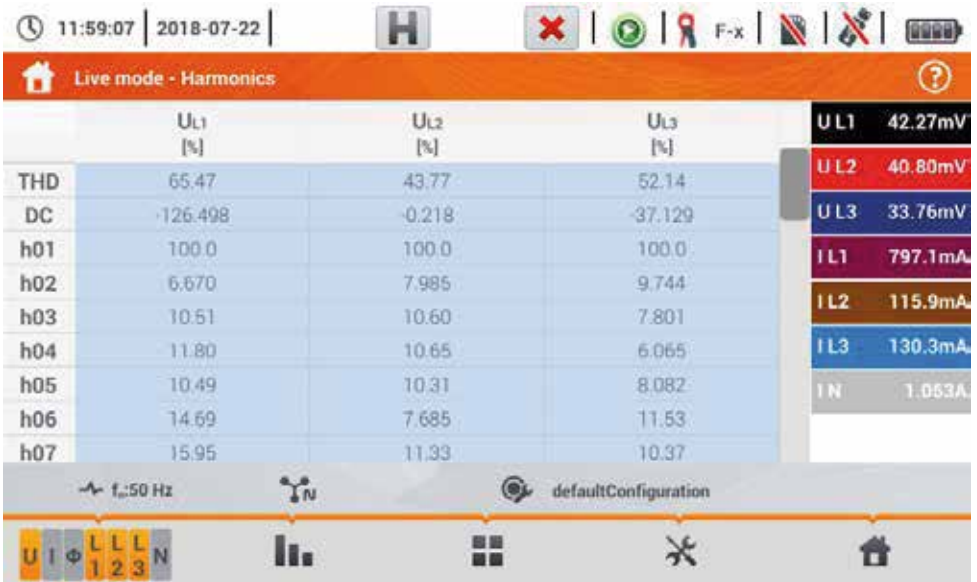 11:59:07 2018-07-22 H F-x
Live mode - Harmonics ?
UL1 UL2 UL3
[%] [%] [%]
THD 65.47 43.77 52.14
DC -126.498 -0.218 -37.129
h01 100.0 100.0 100.0
h02 6.670 7.985 9.744
h03 10.51 10.60 7.801
h04 11.80 10.65 6.065
h05 10.49 10.31 8.082
h06 14.69 7.685 11.53
h07 15.95 11.33 10.37
U L1 42.27mV
U L2 40.80mV
U L3 33.76mV
I L1 797.1mA
I L2 115.9mA
I L3 130.3mA
I N 1.053A
fn:50 Hz N defaultConfiguration
U I Φ L1 L2 L3 N